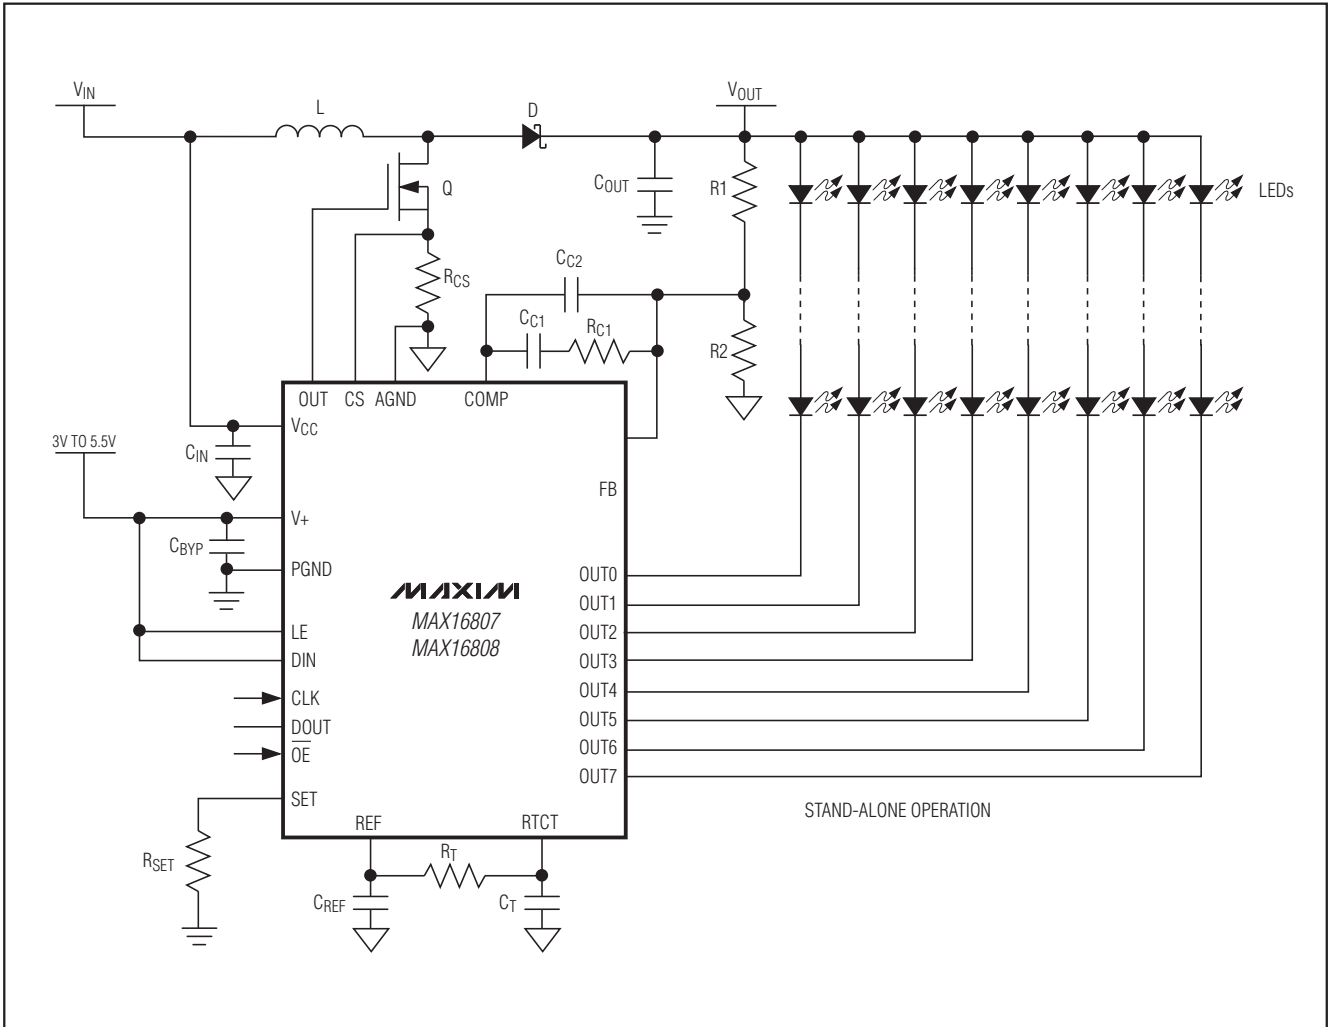 VIN
L
D
VOUT
Q
COUT
R1
LEDs
CC2
RCS
CC1
RC1
R2
OUT CS AGND COMP
VCC
3V TO 5.5V
CIN
FB
V+
CBYP
PGND
OUT0
MAXIM
OUT1
MAX16807
LE
OUT2
MAX16808
DIN
OUT3
OUT4
CLK
DOUT
OUT5
OE
OUT6
OUT7
SET
STAND-ALONE OPERATION
REF
RTCT
RT
RSET
CREF
CT